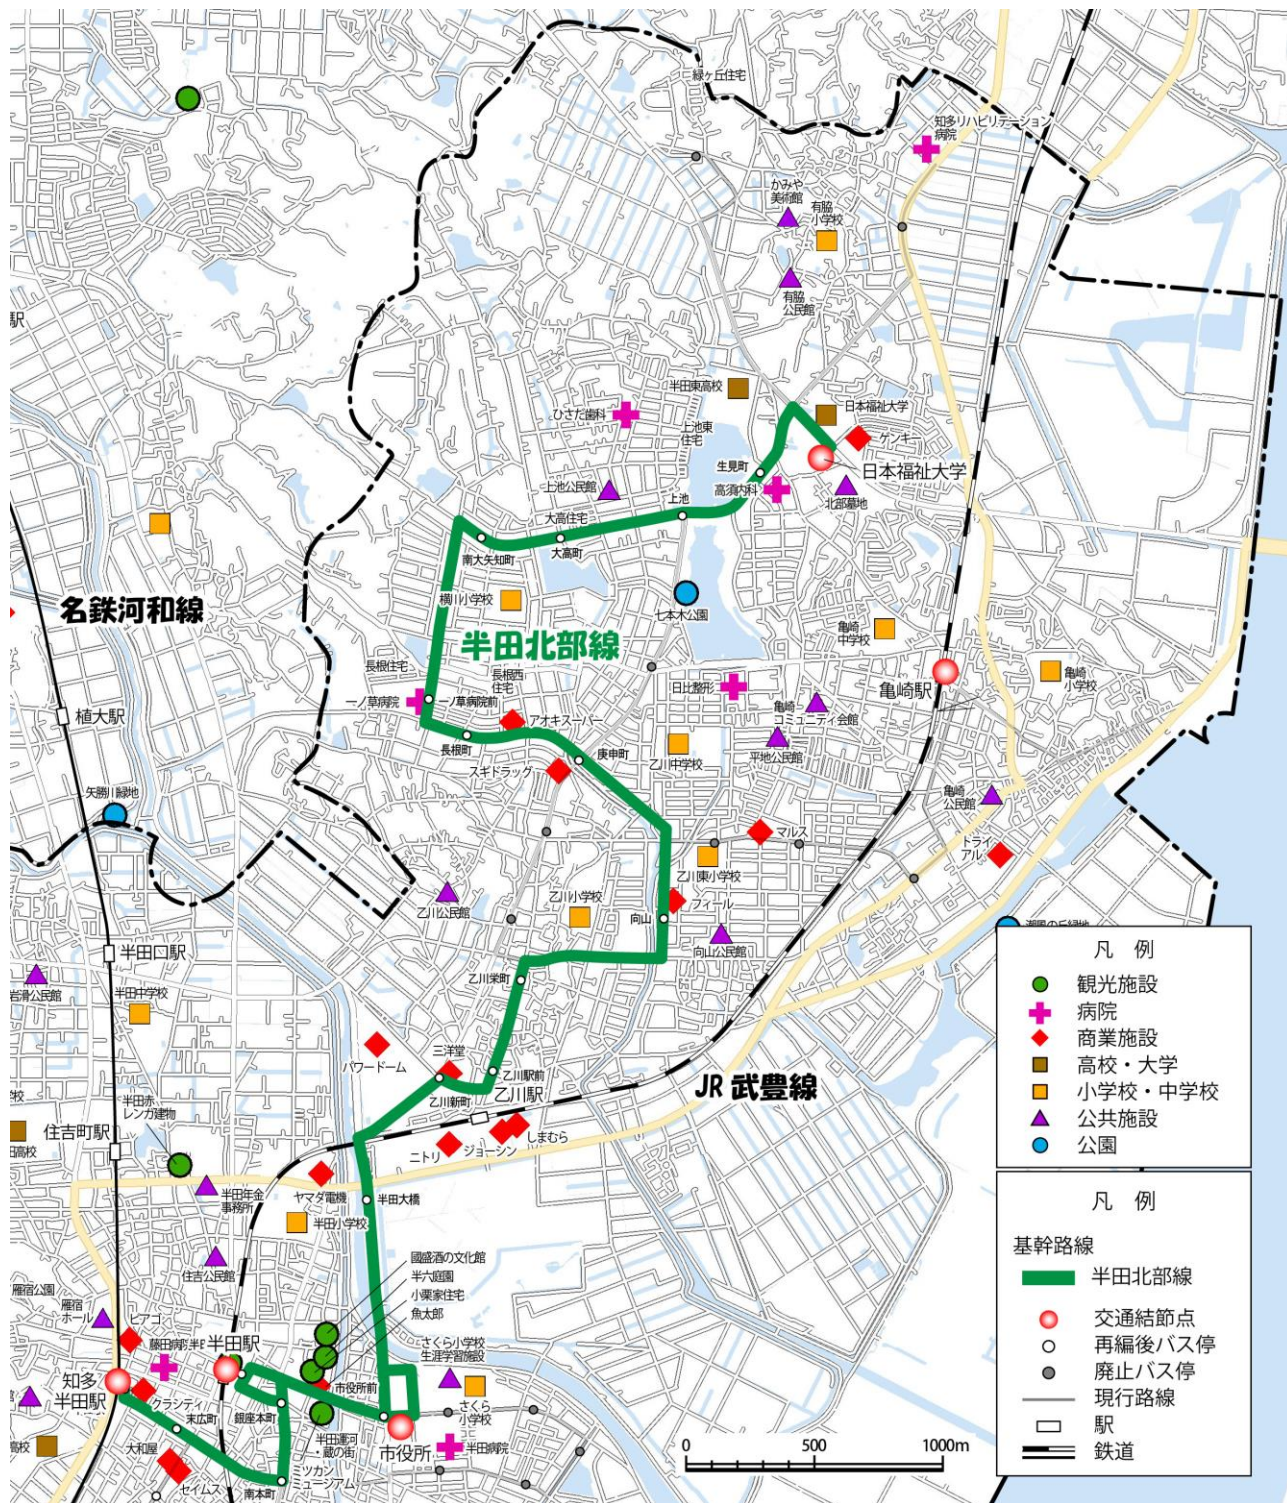 緑ヶ丘住宅
知多リハビリテーション
病院
かみや
美術館
有脇
小学校
有脇
公民館
駅
半田東高校
日本福祉大学
ひさだ歯科
上池東
住宅
ゲンキー
生見町
日本福祉大学
高須内科
北部墓地
上池公民館
上池
大高住宅
南大矢知町
大高町
横川小学校
七本木公園
名鉄河和線
半田北部線
亀崎
中学校
長根住宅
長根西
住宅
日比整形
亀崎駅
亀崎
小学校
一ノ草病院
一ノ草病院前
植大駅
アオキスーパー
亀崎
コミュニティ会館
長根町
庚申町
乙川中学校
平地公民館
スギドラッグ
矢勝川緑地
亀崎
公民館
マルス
トライ
アル
乙川東小学校
乙川小学校
フィール
乙川公民館
向山
潮風の丘緑地
半田口駅
向山公民館
岩滑公民館
乙川栄町
半田中学校
三洋堂
パワードーム
乙川駅前
乙川新町
乙川駅
JR 武豊線
半田赤
レンガ建物
住吉町駅
しまむら
ジョーシン
ニトリ
ヤマダ電機
半田年金
事務所
半田大橋
半田小学校
國盛酒の文化館
半六庭園
住吉公民館
小栗家住宅
雁宿公園
魚太郎
雁宿
ホール
ピアゴ
半田駅
さくら小学校
生涯学習施設
知多
半田駅
市役所前
クラシティ
末広町
銀座本町
さくら
小学校
半田運河
・蔵の街
市役所
半田病院
大和屋
セイムス
南本町
ミツカン
ミュージアム
高校
凡 例
観光施設
病院
商業施設
高校・大学
小学校・中学校
公共施設
公園
凡 例
基幹路線
半田北部線
交通結節点
再編後バス停
廃止バス停
現行路線
駅
鉄道
0 500 1000m